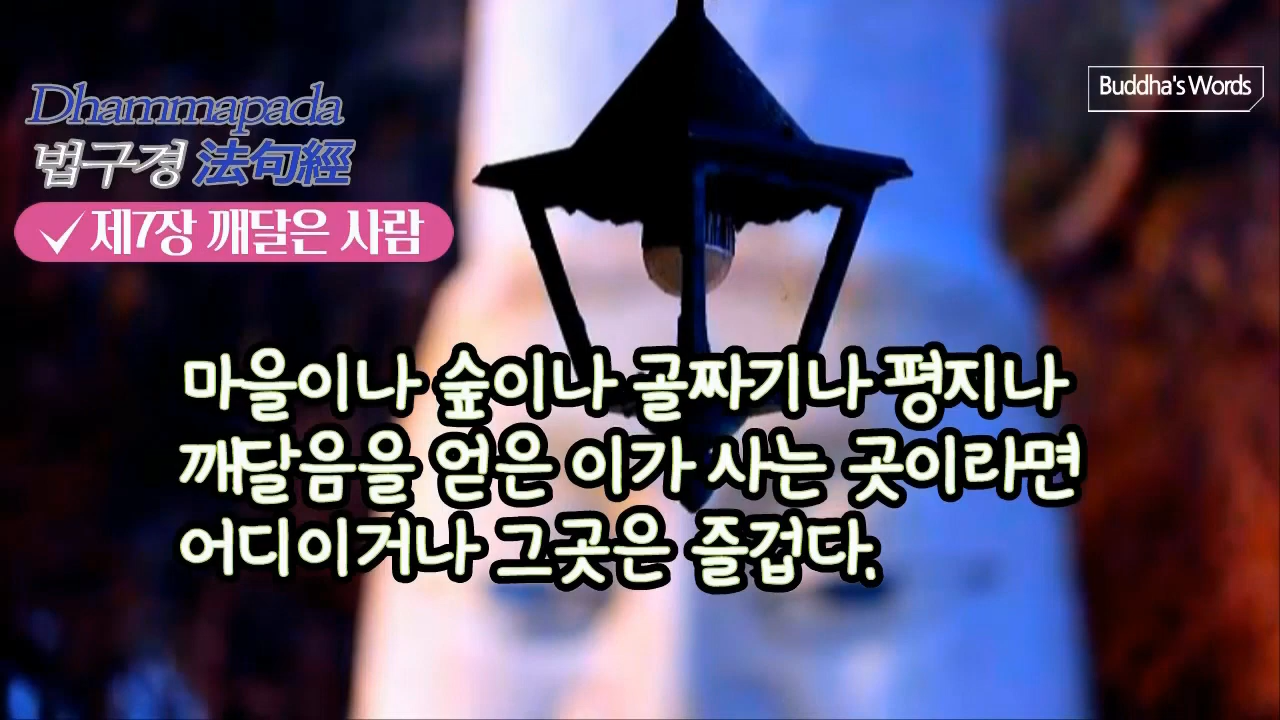 Dhammapada
법구경 法句經
제7장 깨달은 사람
Buddha's Words
마을이나 숲이나 골짜기나 평지나
깨달음을 얻은 이가 사는 곳이라면
어디이거나 그곳은 즐겁다.